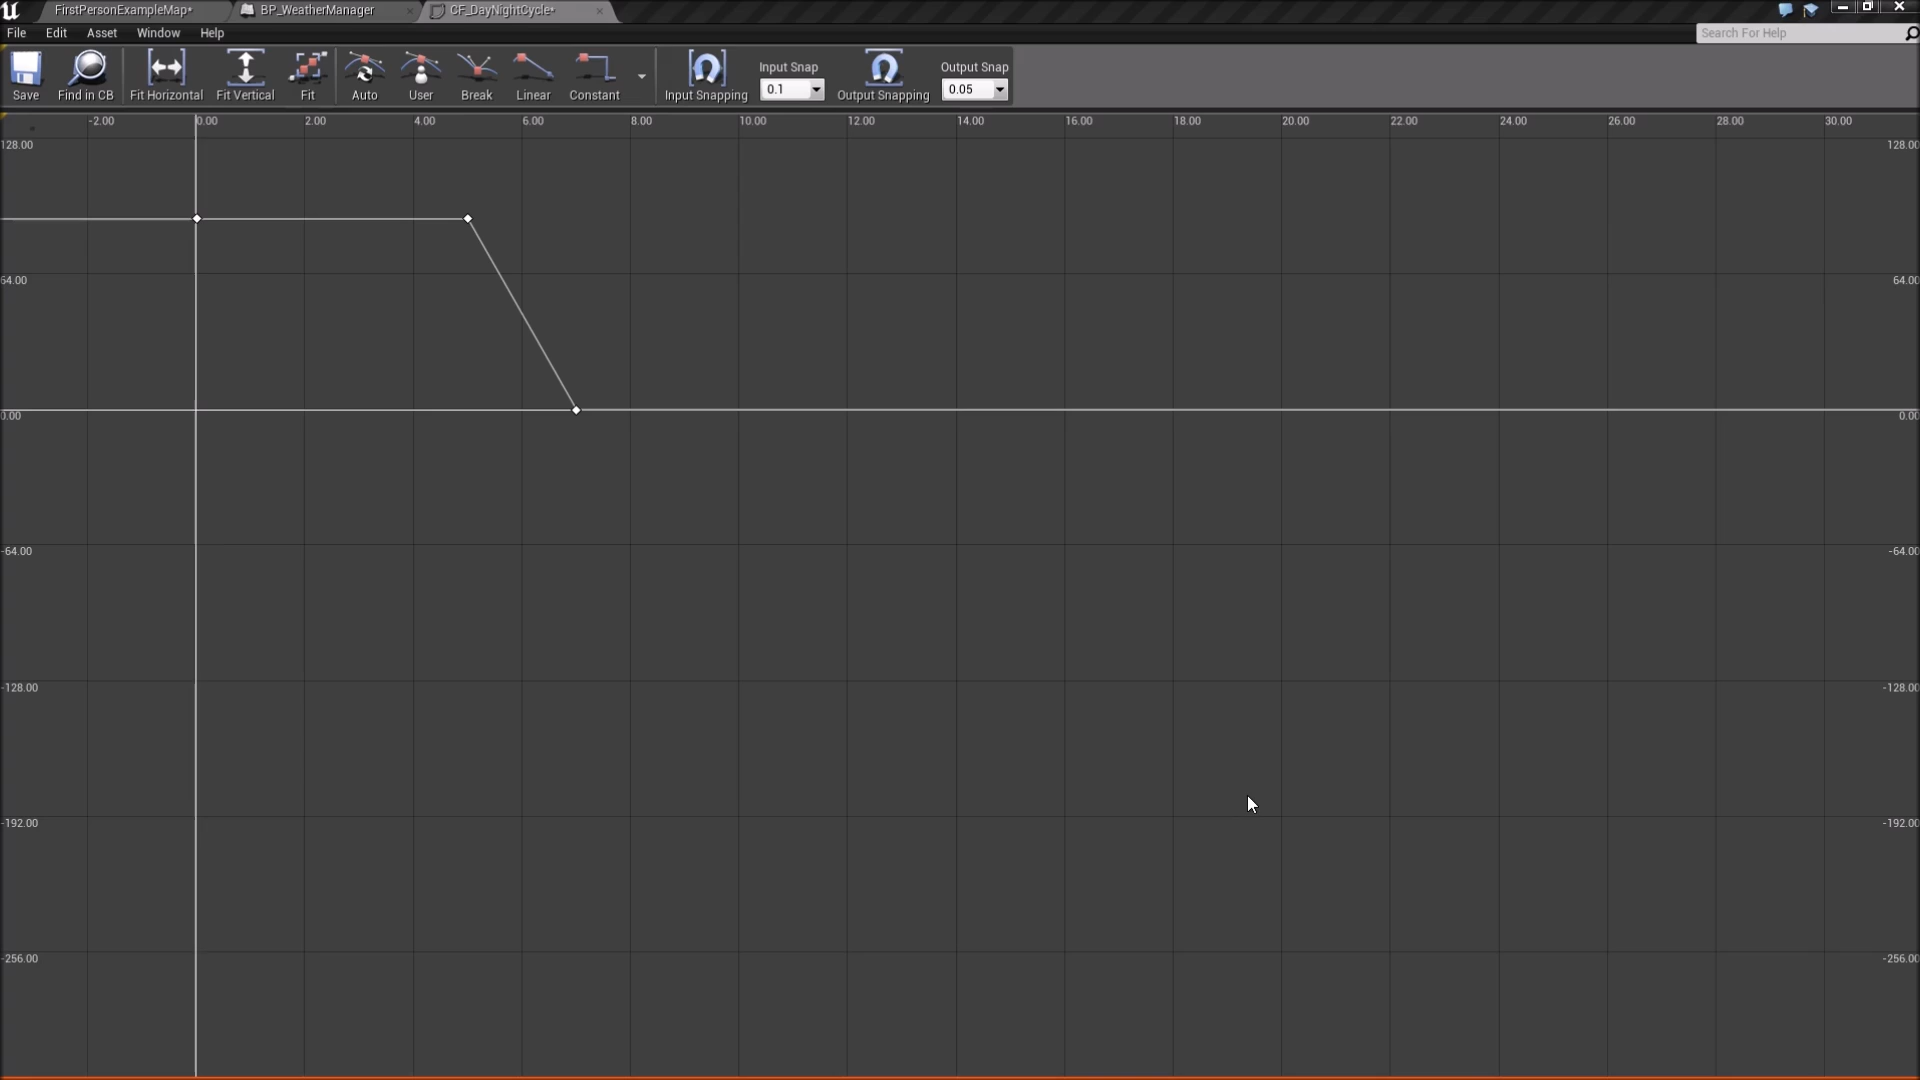 FirstPersonExampleMap* BP_WeatherManager CF_DayNightCycle*
File Edit Asset Window Help Search For Help
Save Find in CB Fit Horizontal Fit Vertical Fit Auto User Break Linear Constant Input Snapping Input Snap 0.1 Output Snapping Output Snap 0.05
-2.00 0.00 2.00 4.00 6.00 8.00 10.00 12.00 14.00 16.00 18.00 20.00 22.00 24.00 26.00 28.00 30.00
128.00 128.00
64.00 64.00
0.00 0.00
-64.00 -64.00
-128.00 -128.00
-192.00 -192.00
-256.00 -256.00